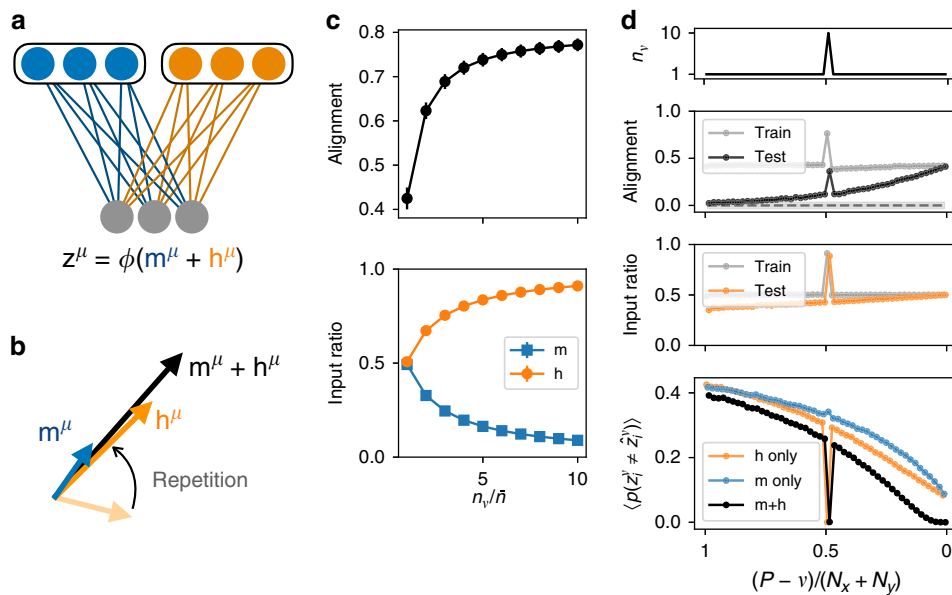 a
z^μ = ϕ(m^μ + h^μ)
b
m^μ + h^μ
h^μ
m^μ
Repetition
c
Alignment
0.8
0.7
0.6
0.5
0.4
5
10
Input ratio
1.0
0.5
0.0
m
h
5
10
n_ν/n̄
d
n_ν
10
1
Alignment
1.0
0.5
0.0
Train
Test
Input ratio
1.0
0.5
0.0
Train
Test
⟨p(z_i^ν ≠ ẑ_i^ν)⟩
0.4
0.2
0.0
h only
m only
m+h
1
0.5
0
(P − ν)/(N_x + N_y)